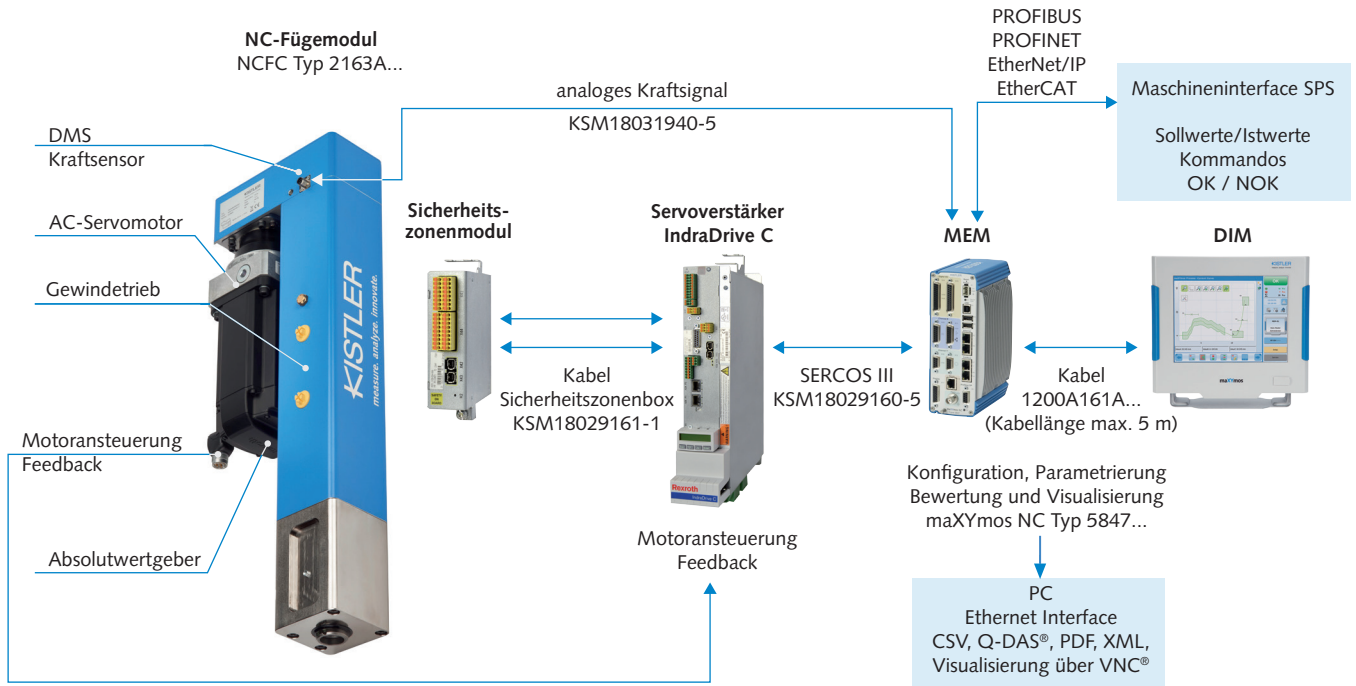 NC-Fügemodul
NCFC Typ 2163A...
DMS
Kraftsensor
AC-Servomotor
Gewindetrieb
Motoransteuerung
Feedback
Absolutwertgeber
KISTLER
measure. analyze. innovate.
analoges Kraftsignal
KSM18031940-5
Sicherheits-
zonenmodul
Kabel
Sicherheitszonenbox
KSM18029161-1
Servoverstärker
IndraDrive C
Rexroth
IndraDrive C
Motoransteuerung
Feedback
SERCOS III
KSM18029160-5
PROFIBUS
PROFINET
EtherNet/IP
EtherCAT
Maschineninterface SPS
Sollwerte/Istwerte
Kommandos
OK / NOK
MEM
DIM
KISTLER
maXYmos
Kabel
1200A161A...
(Kabellänge max. 5 m)
Konfiguration, Parametrierung
Bewertung und Visualisierung
maXYmos NC Typ 5847...
PC
Ethernet Interface
CSV, Q-DAS®, PDF, XML,
Visualisierung über VNC®